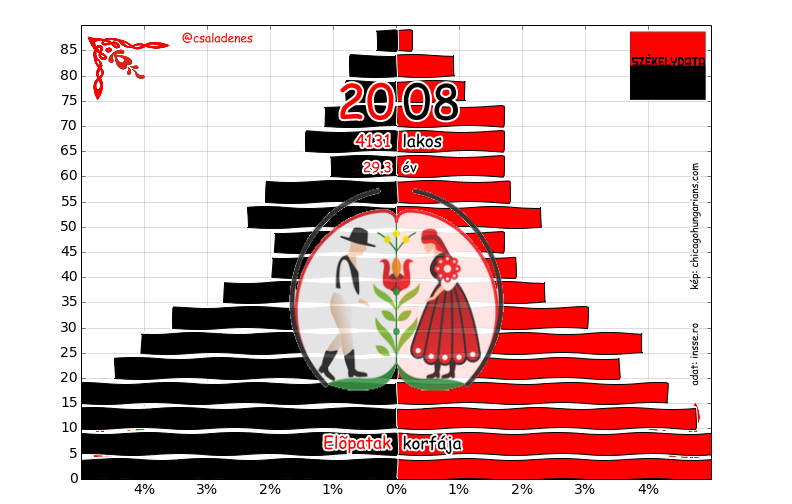 @csaladenes
SZÉKELYDATA
2008
4131 lakos
29.3 év
kép: chicagohungarians.com
adat: insse.ro
Előpatak korfája
85
80
75
70
65
60
55
50
45
40
35
30
25
20
15
10
5
0
4% 3% 2% 1% 0% 1% 2% 3% 4%